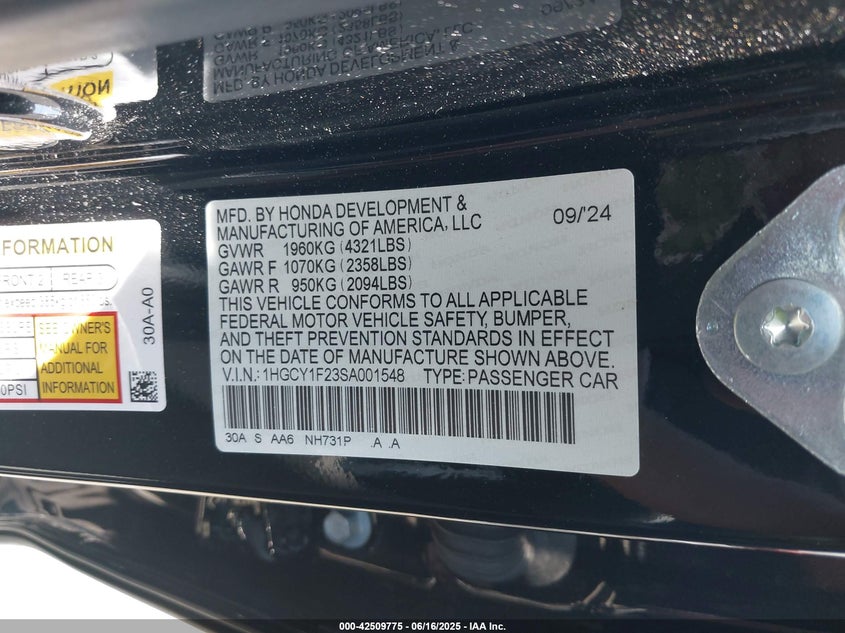 MFD. BY HONDA DEVELOPMENT &
MANUFACTURING OF AMERICA, LLC 09/'24
GVWR 1960KG (4321LBS)
GAWR F 1070KG (2358LBS)
GAWR R 950KG (2094LBS)
THIS VEHICLE CONFORMS TO ALL APPLICABLE
FEDERAL MOTOR VEHICLE SAFETY, BUMPER,
AND THEFT PREVENTION STANDARDS IN EFFECT
ON THE DATE OF MANUFACTURE SHOWN ABOVE.
V.I.N.: 1HGCY1F23SA001548 TYPE: PASSENGER CAR
30A S AA6 NH731P .A .A
FORMATION
FRONT 2
SEE OWNER'S
MANUAL FOR
ADDITIONAL
INFORMATION
0PSI
30A-A0
000-42509775 - 06/16/2025 - IAA Inc.